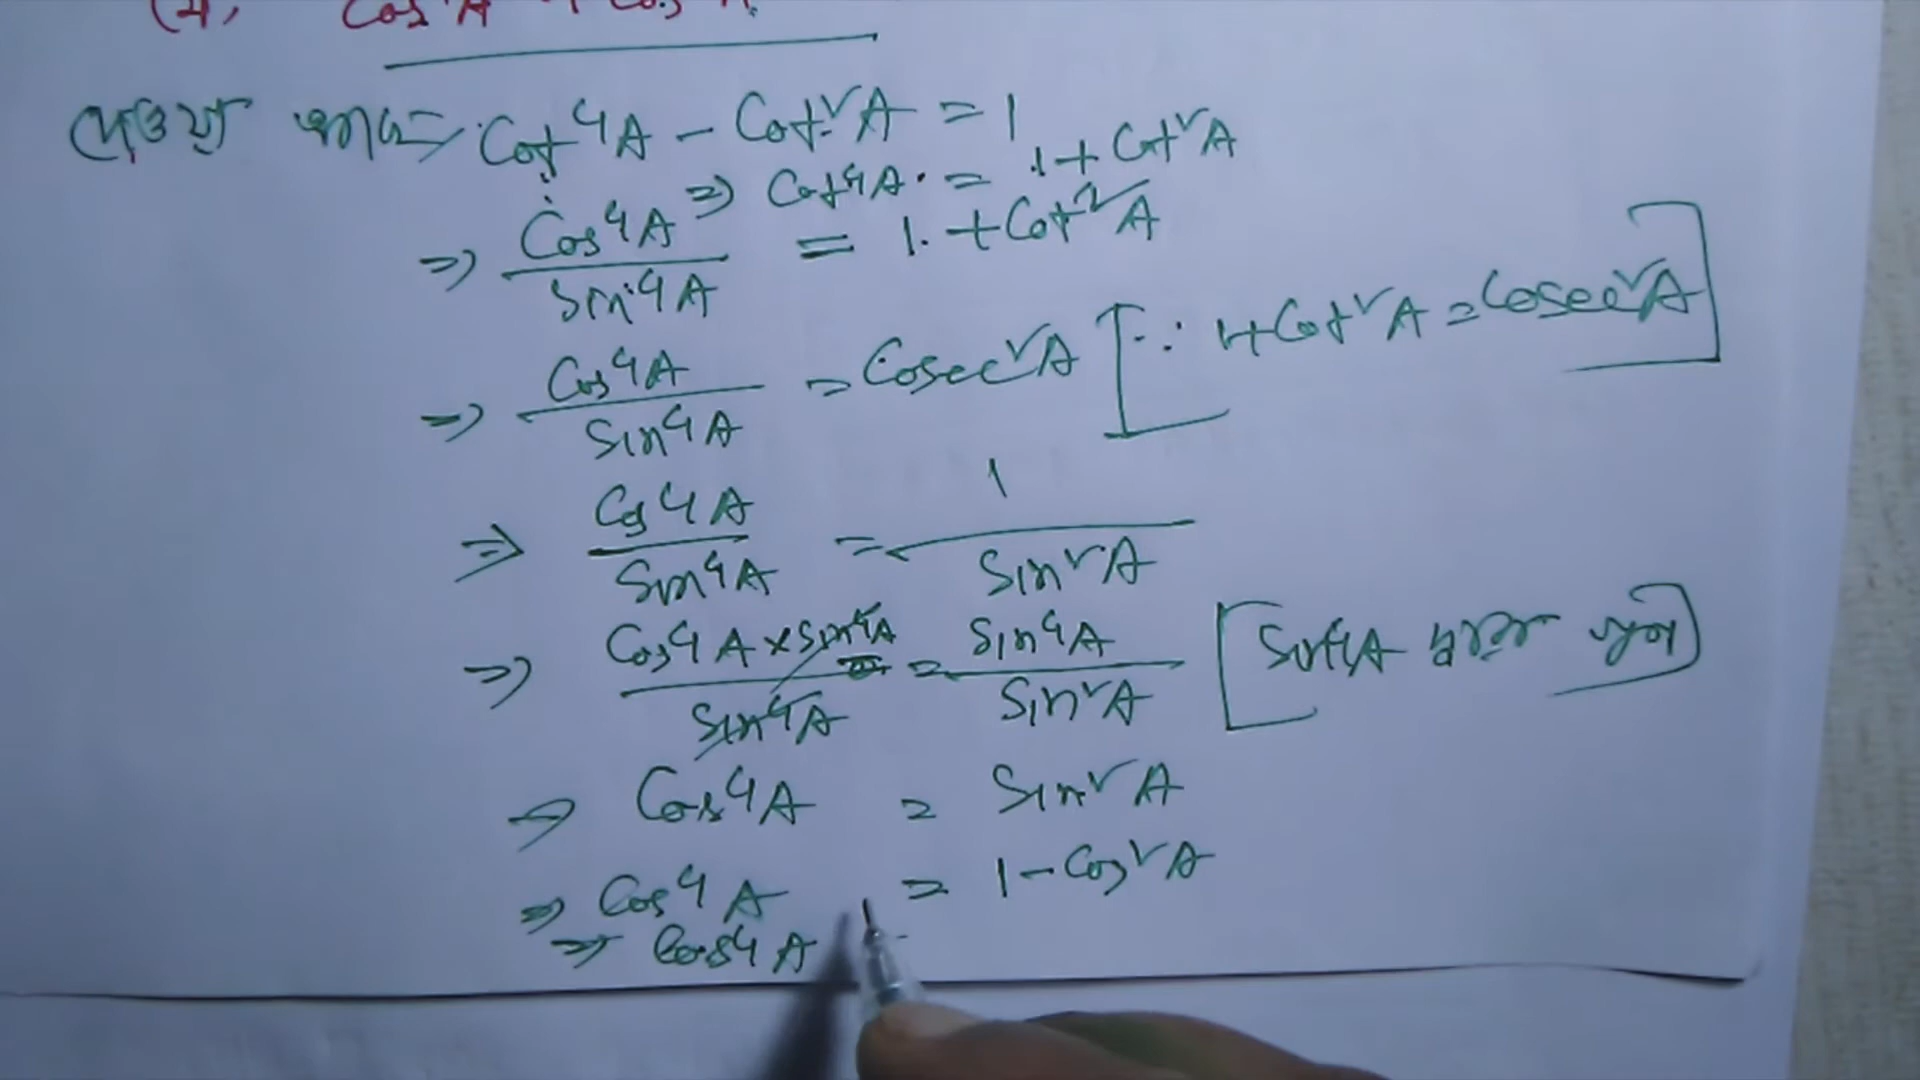 দেওয়া আছে, Cot⁴A - Cot²A = 1
⇒ Cot⁴A = 1 + Cot²A
⇒ Cos⁴A / Sin⁴A = 1 + Cot²A
⇒ Cos⁴A / Sin⁴A = Cosec²A [∵ 1+Cot²A = Cosec²A]
⇒ Cos⁴A / Sin⁴A = 1 / Sin²A
⇒ Cos⁴A × Sin⁴A / Sin⁴A = Sin⁴A / Sin²A [Sin⁴A দ্বারা গুণ]
⇒ Cos⁴A = Sin²A
⇒ Cos⁴A = 1 - Cos²A
⇒ Cos⁴A